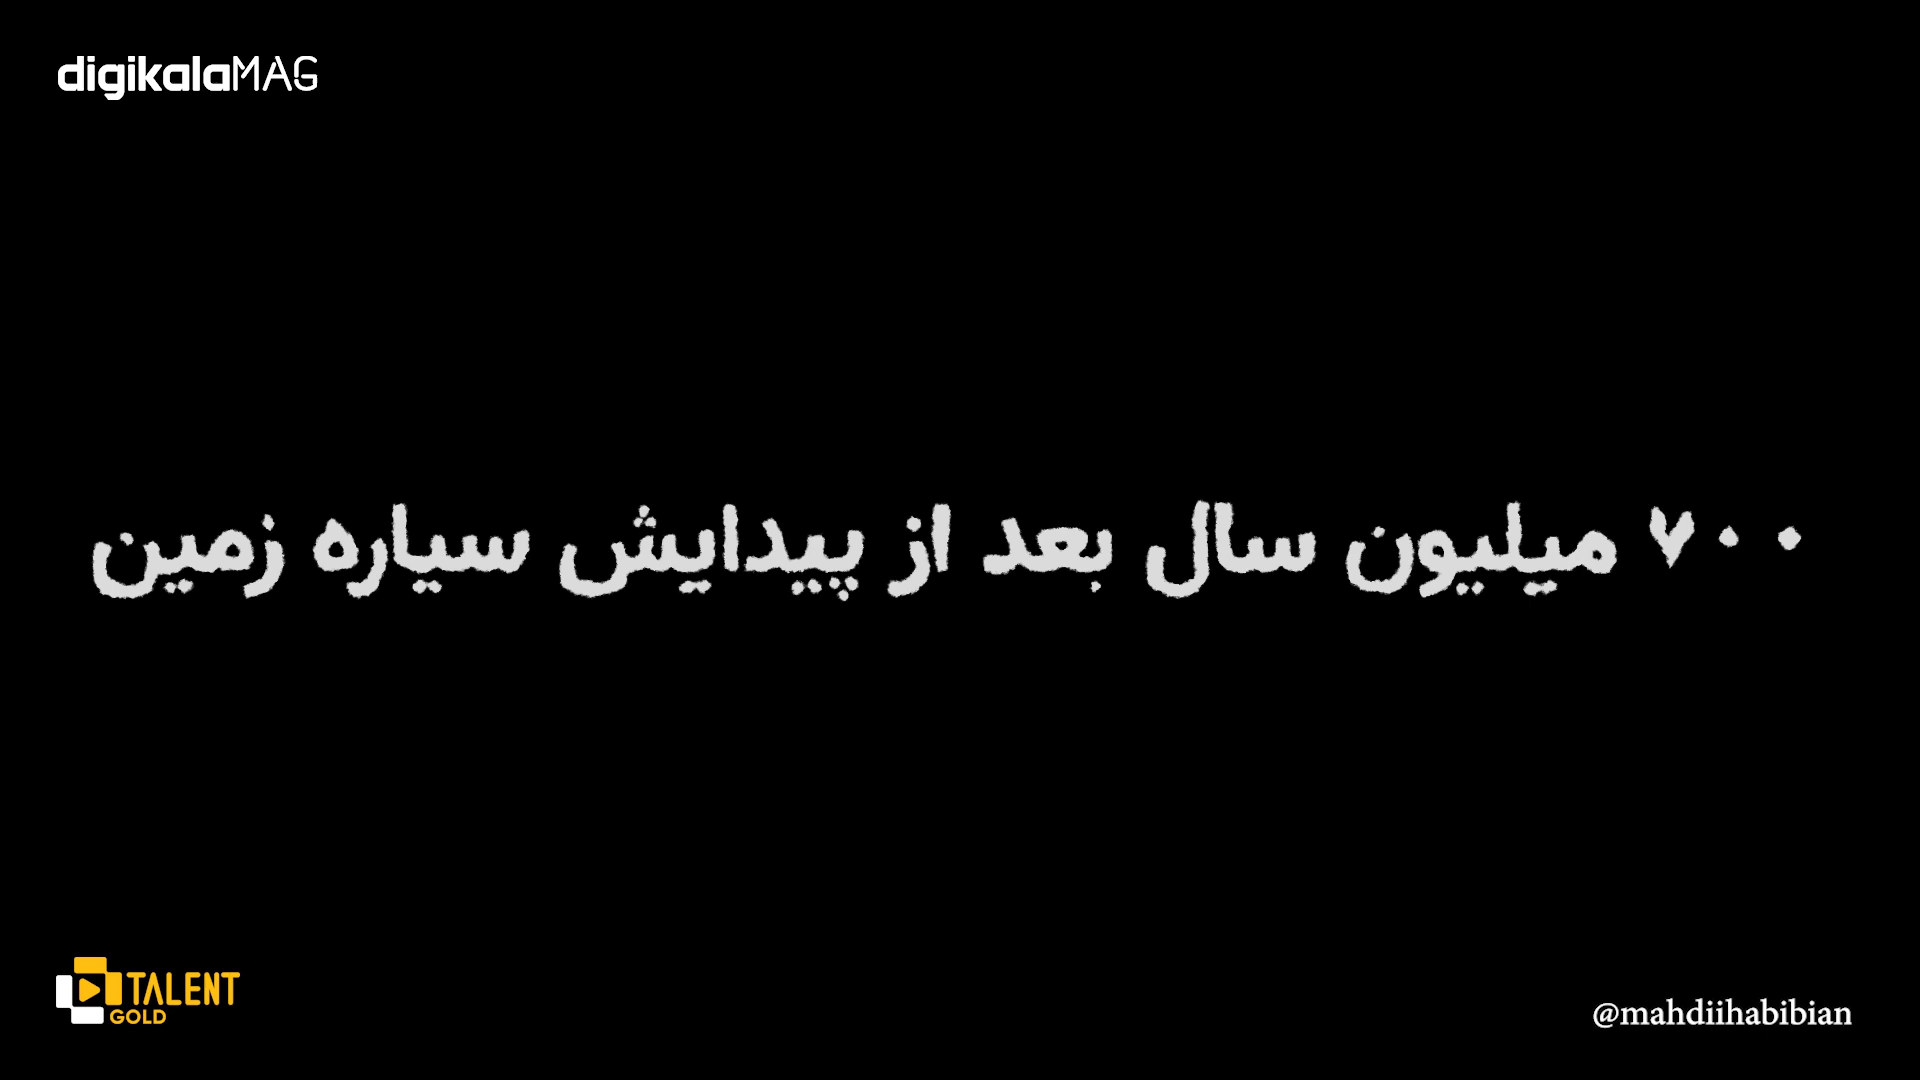 digikalaMAG
۷۰۰ میلیون سال بعد از پیدایش سیاره زمین
TALENT
GOLD
@mahdiihabibian